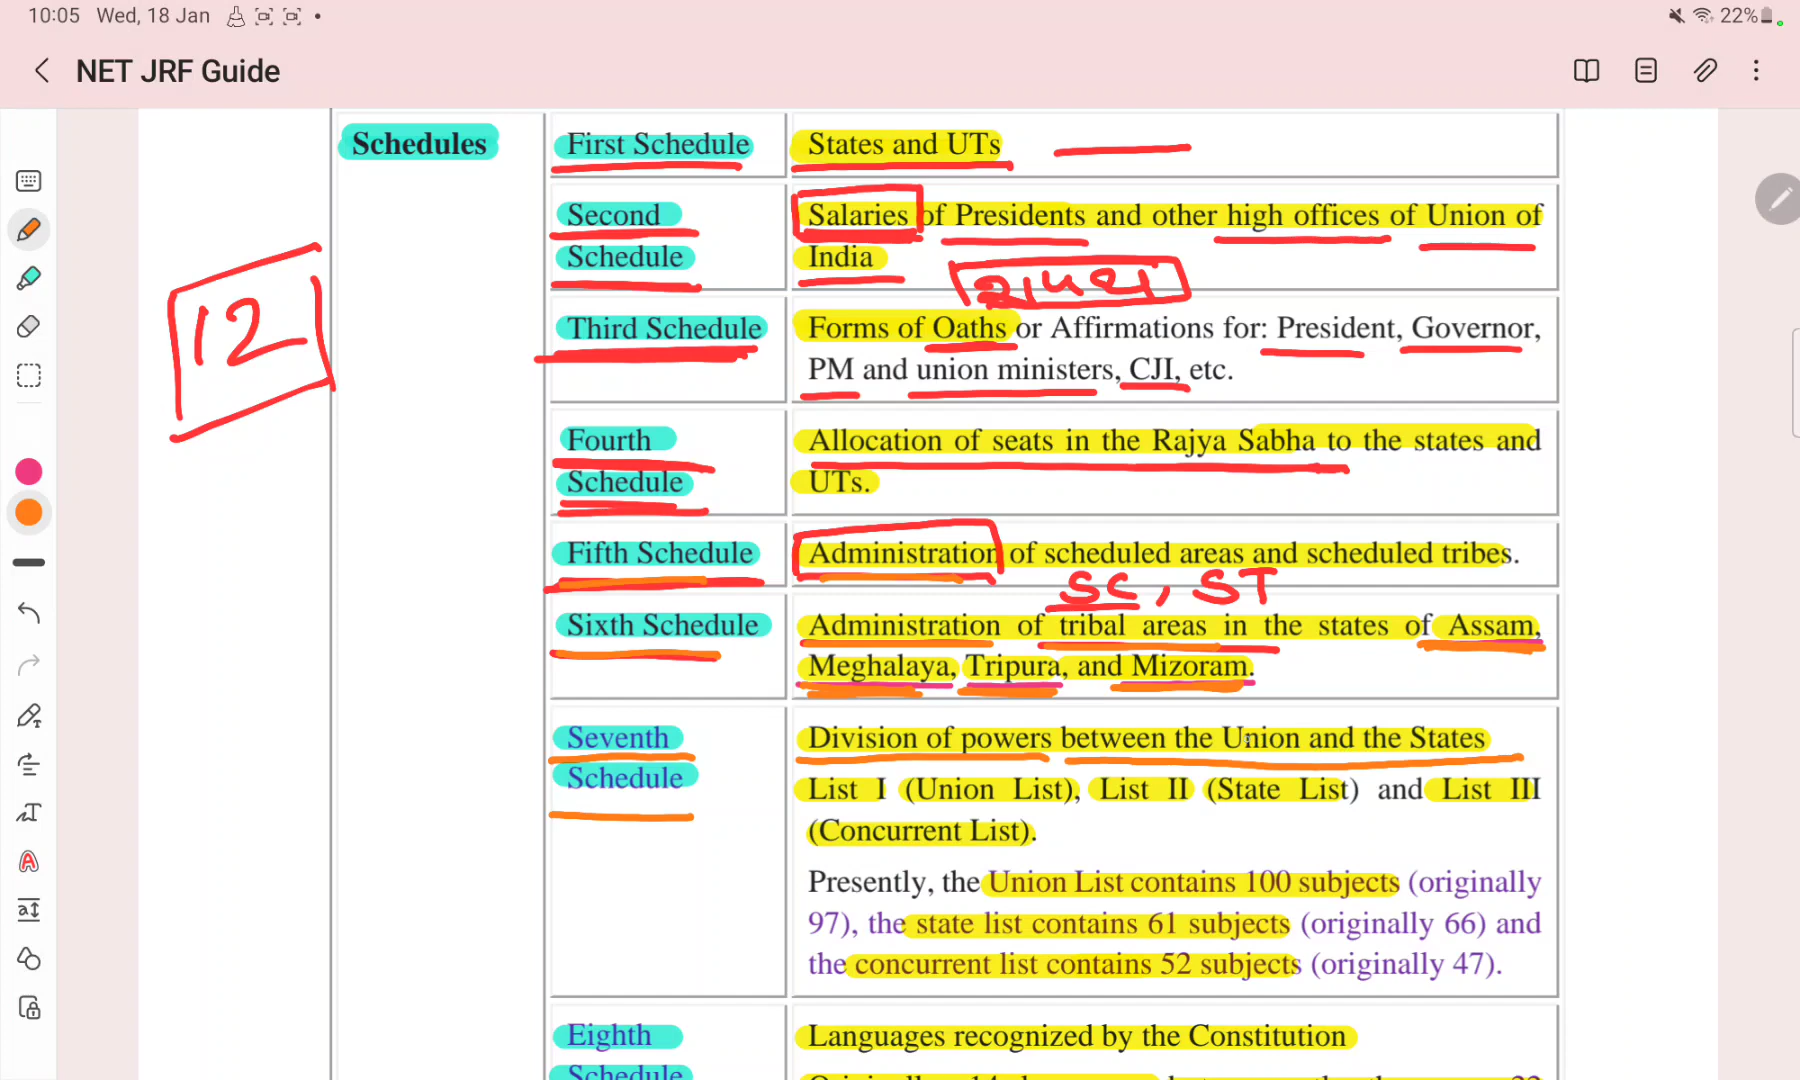 10:05 Wed, 18 Jan
22%
NET JRF Guide
Schedules
First Schedule
States and UTs
Second
Schedule
Salaries of Presidents and other high offices of Union of
India
12
Third Schedule
Forms of Oaths or Affirmations for: President, Governor,
PM and union ministers, CJI, etc.
Fourth
Schedule
Allocation of seats in the Rajya Sabha to the states and
UTs.
Fifth Schedule
Administration of scheduled areas and scheduled tribes.
SC, ST
Sixth Schedule
Administration of tribal areas in the states of Assam,
Meghalaya, Tripura, and Mizoram.
Seventh
Schedule
Division of powers between the Union and the States
List I (Union List), List II (State List) and List III
(Concurrent List).
Presently, the Union List contains 100 subjects (originally
97), the state list contains 61 subjects (originally 66) and
the concurrent list contains 52 subjects (originally 47).
Eighth
Schedule
Languages recognized by the Constitution